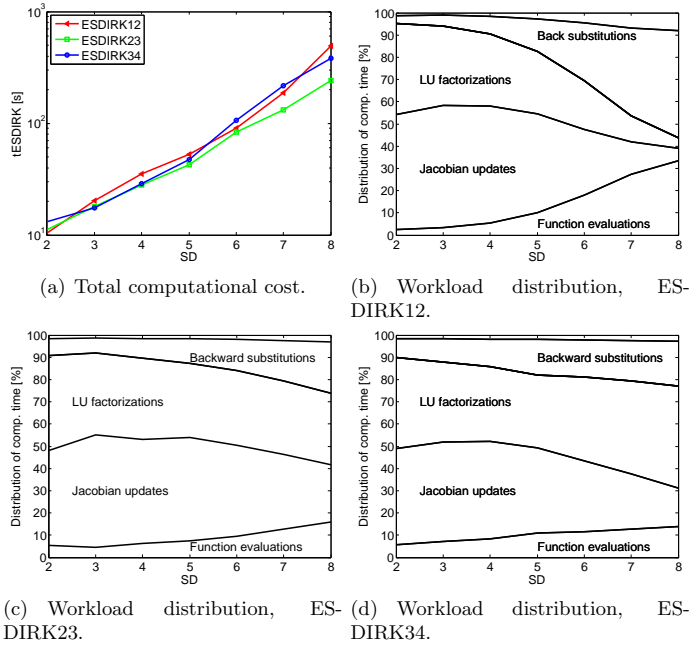 ESDIRK12
ESDIRK23
ESDIRK34
tESDIRK [s]
10^3
10^2
10^1
2 3 4 5 6 7 8
SD
(a) Total computational cost.
Distribution of comp. time [%]
100
90
80
70
60
50
40
30
20
10
0
Back substitutions
LU factorizations
Jacobian updates
Function evaluations
2 3 4 5 6 7 8
SD
(b) Workload distribution, ES-
DIRK12.
Distribution of comp. time [%]
100
90
80
70
60
50
40
30
20
10
0
Backward substitutions
LU factorizations
Jacobian updates
Function evaluations
2 3 4 5 6 7 8
SD
(c) Workload distribution, ES-
DIRK23.
Distribution of comp. time [%]
100
90
80
70
60
50
40
30
20
10
0
Backward substitutions
LU factorizations
Jacobian updates
Function evaluations
2 3 4 5 6 7 8
SD
(d) Workload distribution, ES-
DIRK34.